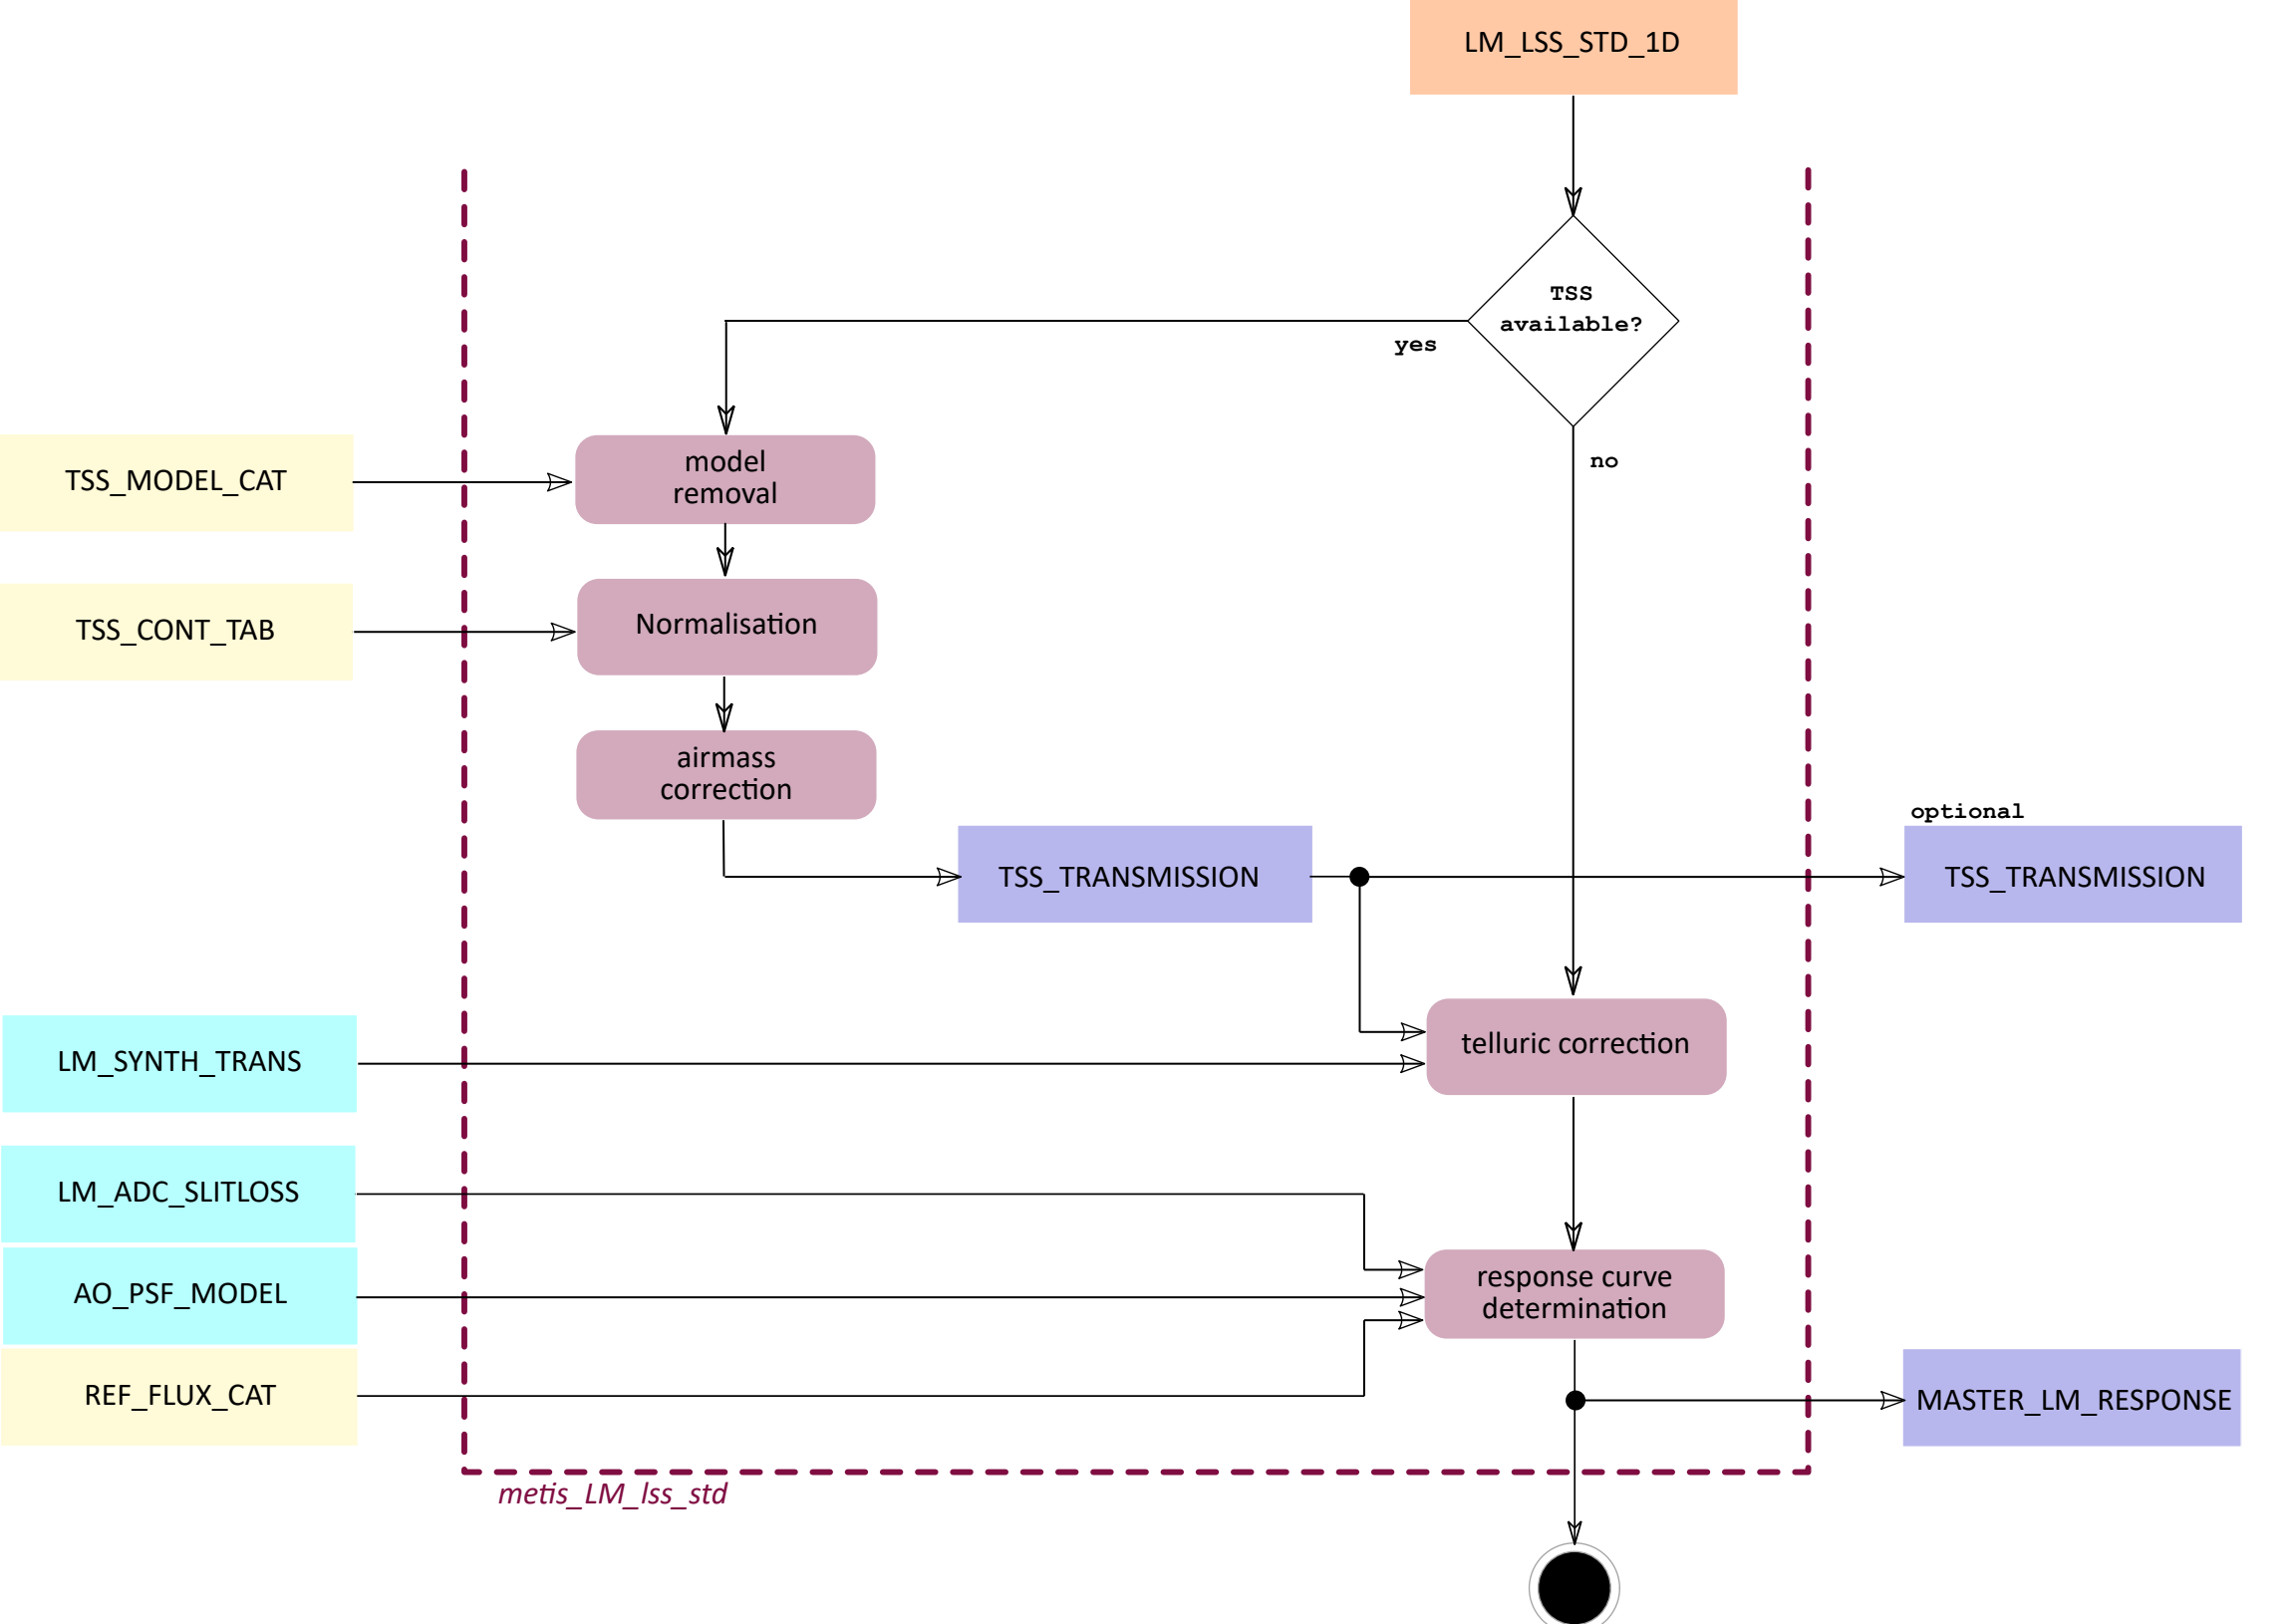 LM_LSS_STD_1D
TSS
available?
yes
no
TSS_MODEL_CAT
model
removal
TSS_CONT_TAB
Normalisation
airmass
correction
optional
TSS_TRANSMISSION
TSS_TRANSMISSION
LM_SYNTH_TRANS
telluric correction
LM_ADC_SLITLOSS
AO_PSF_MODEL
response curve
determination
REF_FLUX_CAT
MASTER_LM_RESPONSE
metis_LM_lss_std